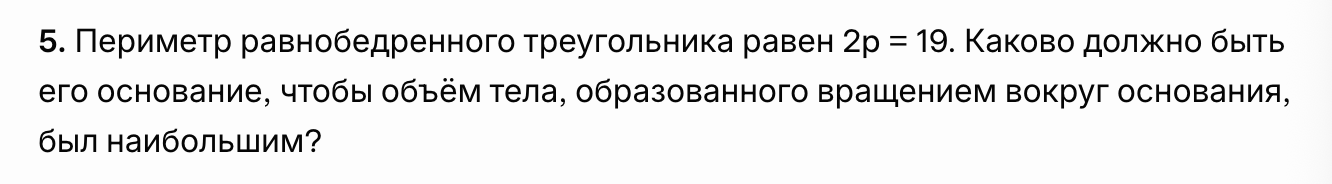 5. Периметр равнобедренного треугольника равен 2p = 19. Каково должно быть
его основание, чтобы объём тела, образованного вращением вокруг основания,
был наибольшим?